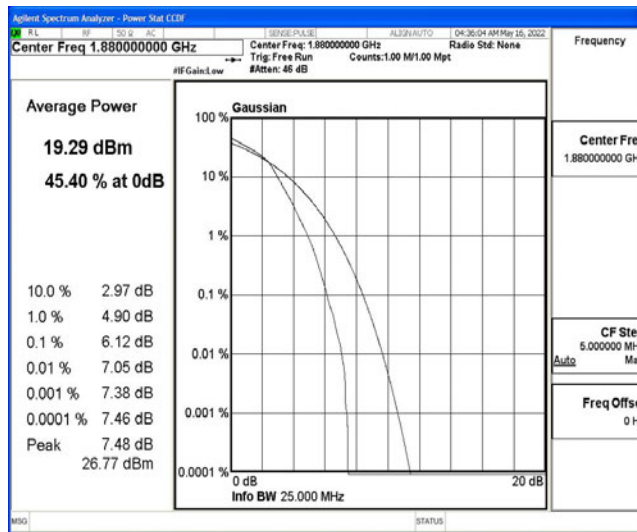 Agilent Spectrum Analyzer - Power Stat CCDF
RL RF 50 Ω AC SENSE:PULSE ALIGN AUTO 04:36:04 AM May 16, 2022
Center Freq 1.880000000 GHz
Center Freq: 1.880000000 GHz Radio Std: None
Trig: Free Run Counts:1.00 M/1.00 Mpt
#IFGain:Low #Atten: 46 dB
Frequency
Average Power
19.29 dBm
45.40 % at 0dB
10.0 % 2.97 dB
1.0 % 4.90 dB
0.1 % 6.12 dB
0.01 % 7.05 dB
0.001 % 7.38 dB
0.0001 % 7.46 dB
Peak 7.48 dB
26.77 dBm
Gaussian
100 %
10 %
1 %
0.1 %
0.01 %
0.001 %
0.0001 %
0 dB 20 dB
Info BW 25.000 MHz
Center Fre
1.880000000 GH
CF Ste
5.000000 MH
Auto Ma
Freq Offs
0 H
MSG STATUS